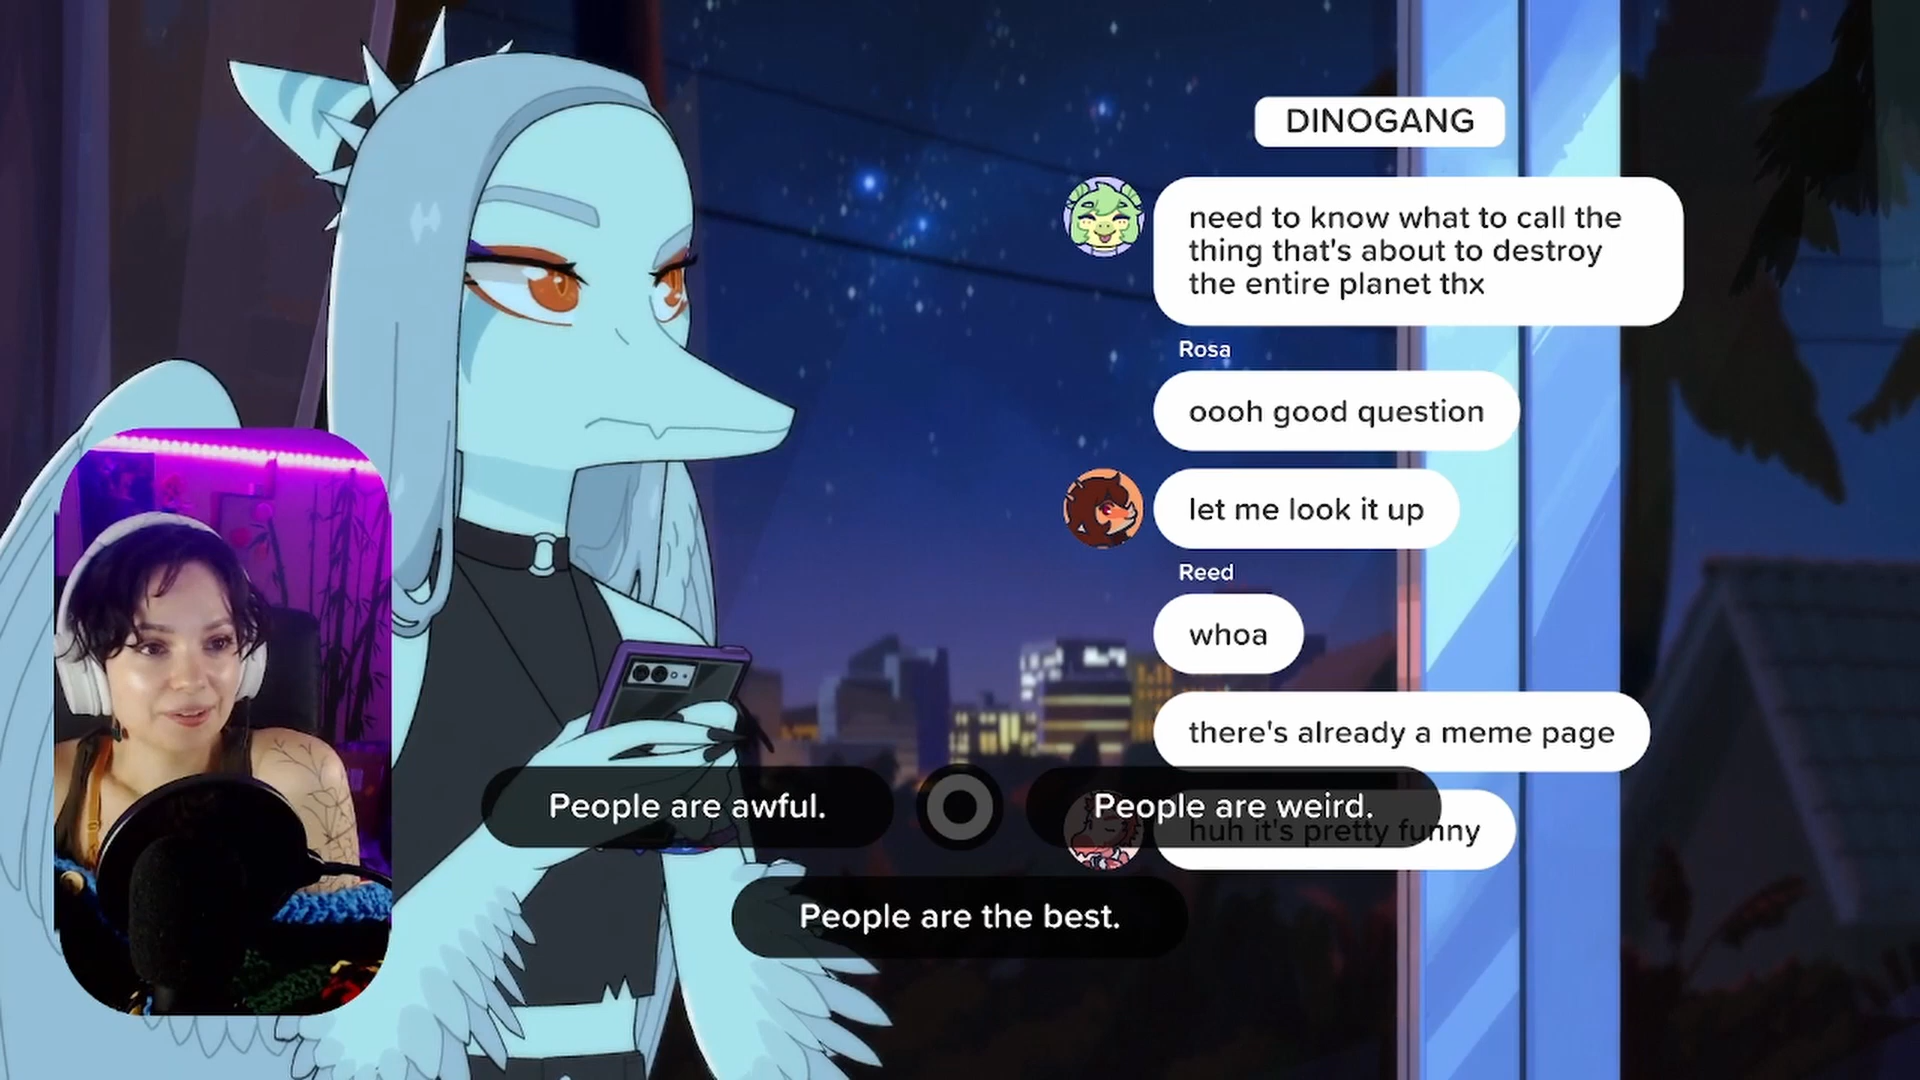 DINOGANG
need to know what to call the
thing that's about to destroy
the entire planet thx
Rosa
oooh good question
let me look it up
Reed
whoa
there's already a meme page
huh it's pretty funny
People are awful.
People are weird.
People are the best.